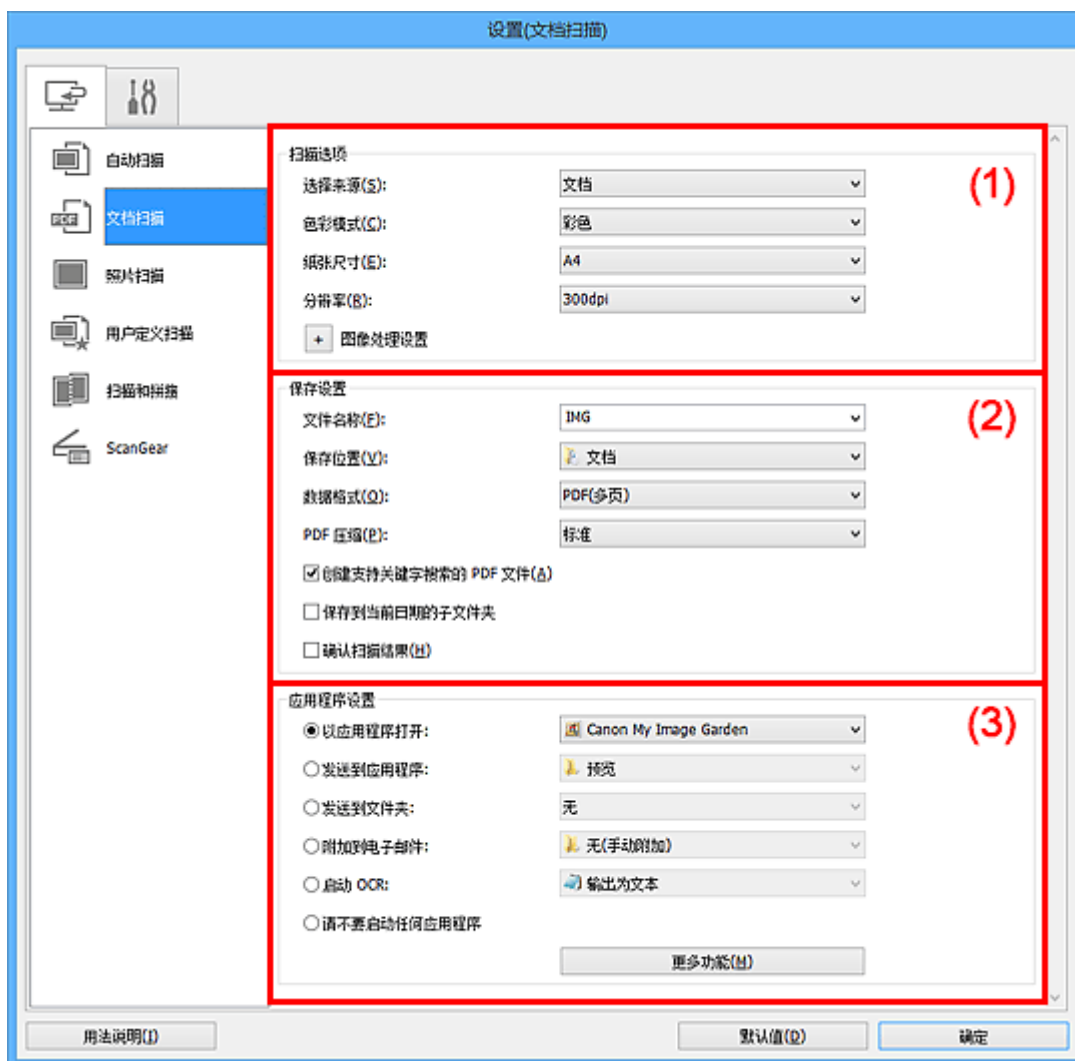 设置(文档扫描)
自动扫描
文档扫描
照片扫描
用户定义扫描
扫描和拼缝
ScanGear
扫描选项
(1)
选择来源(S): 文档
色彩模式(C): 彩色
纸张尺寸(E): A4
分辨率(R): 300dpi
+ 图像处理设置
保存设置
(2)
文件名称(F): IMG
保存位置(V): 文档
数据格式(O): PDF(多页)
PDF 压缩(P): 标准
创建支持关键字搜索的 PDF 文件(A)
保存到当前日期的子文件夹
确认扫描结果(H)
应用程序设置
(3)
以应用程序打开: Canon My Image Garden
发送到应用程序: 预览
发送到文件夹: 无
附加到电子邮件: 无(手动附加)
启动 OCR: 输出为文本
请不要启动任何应用程序
更多功能(M)
用法说明(I) 默认值(D) 确定